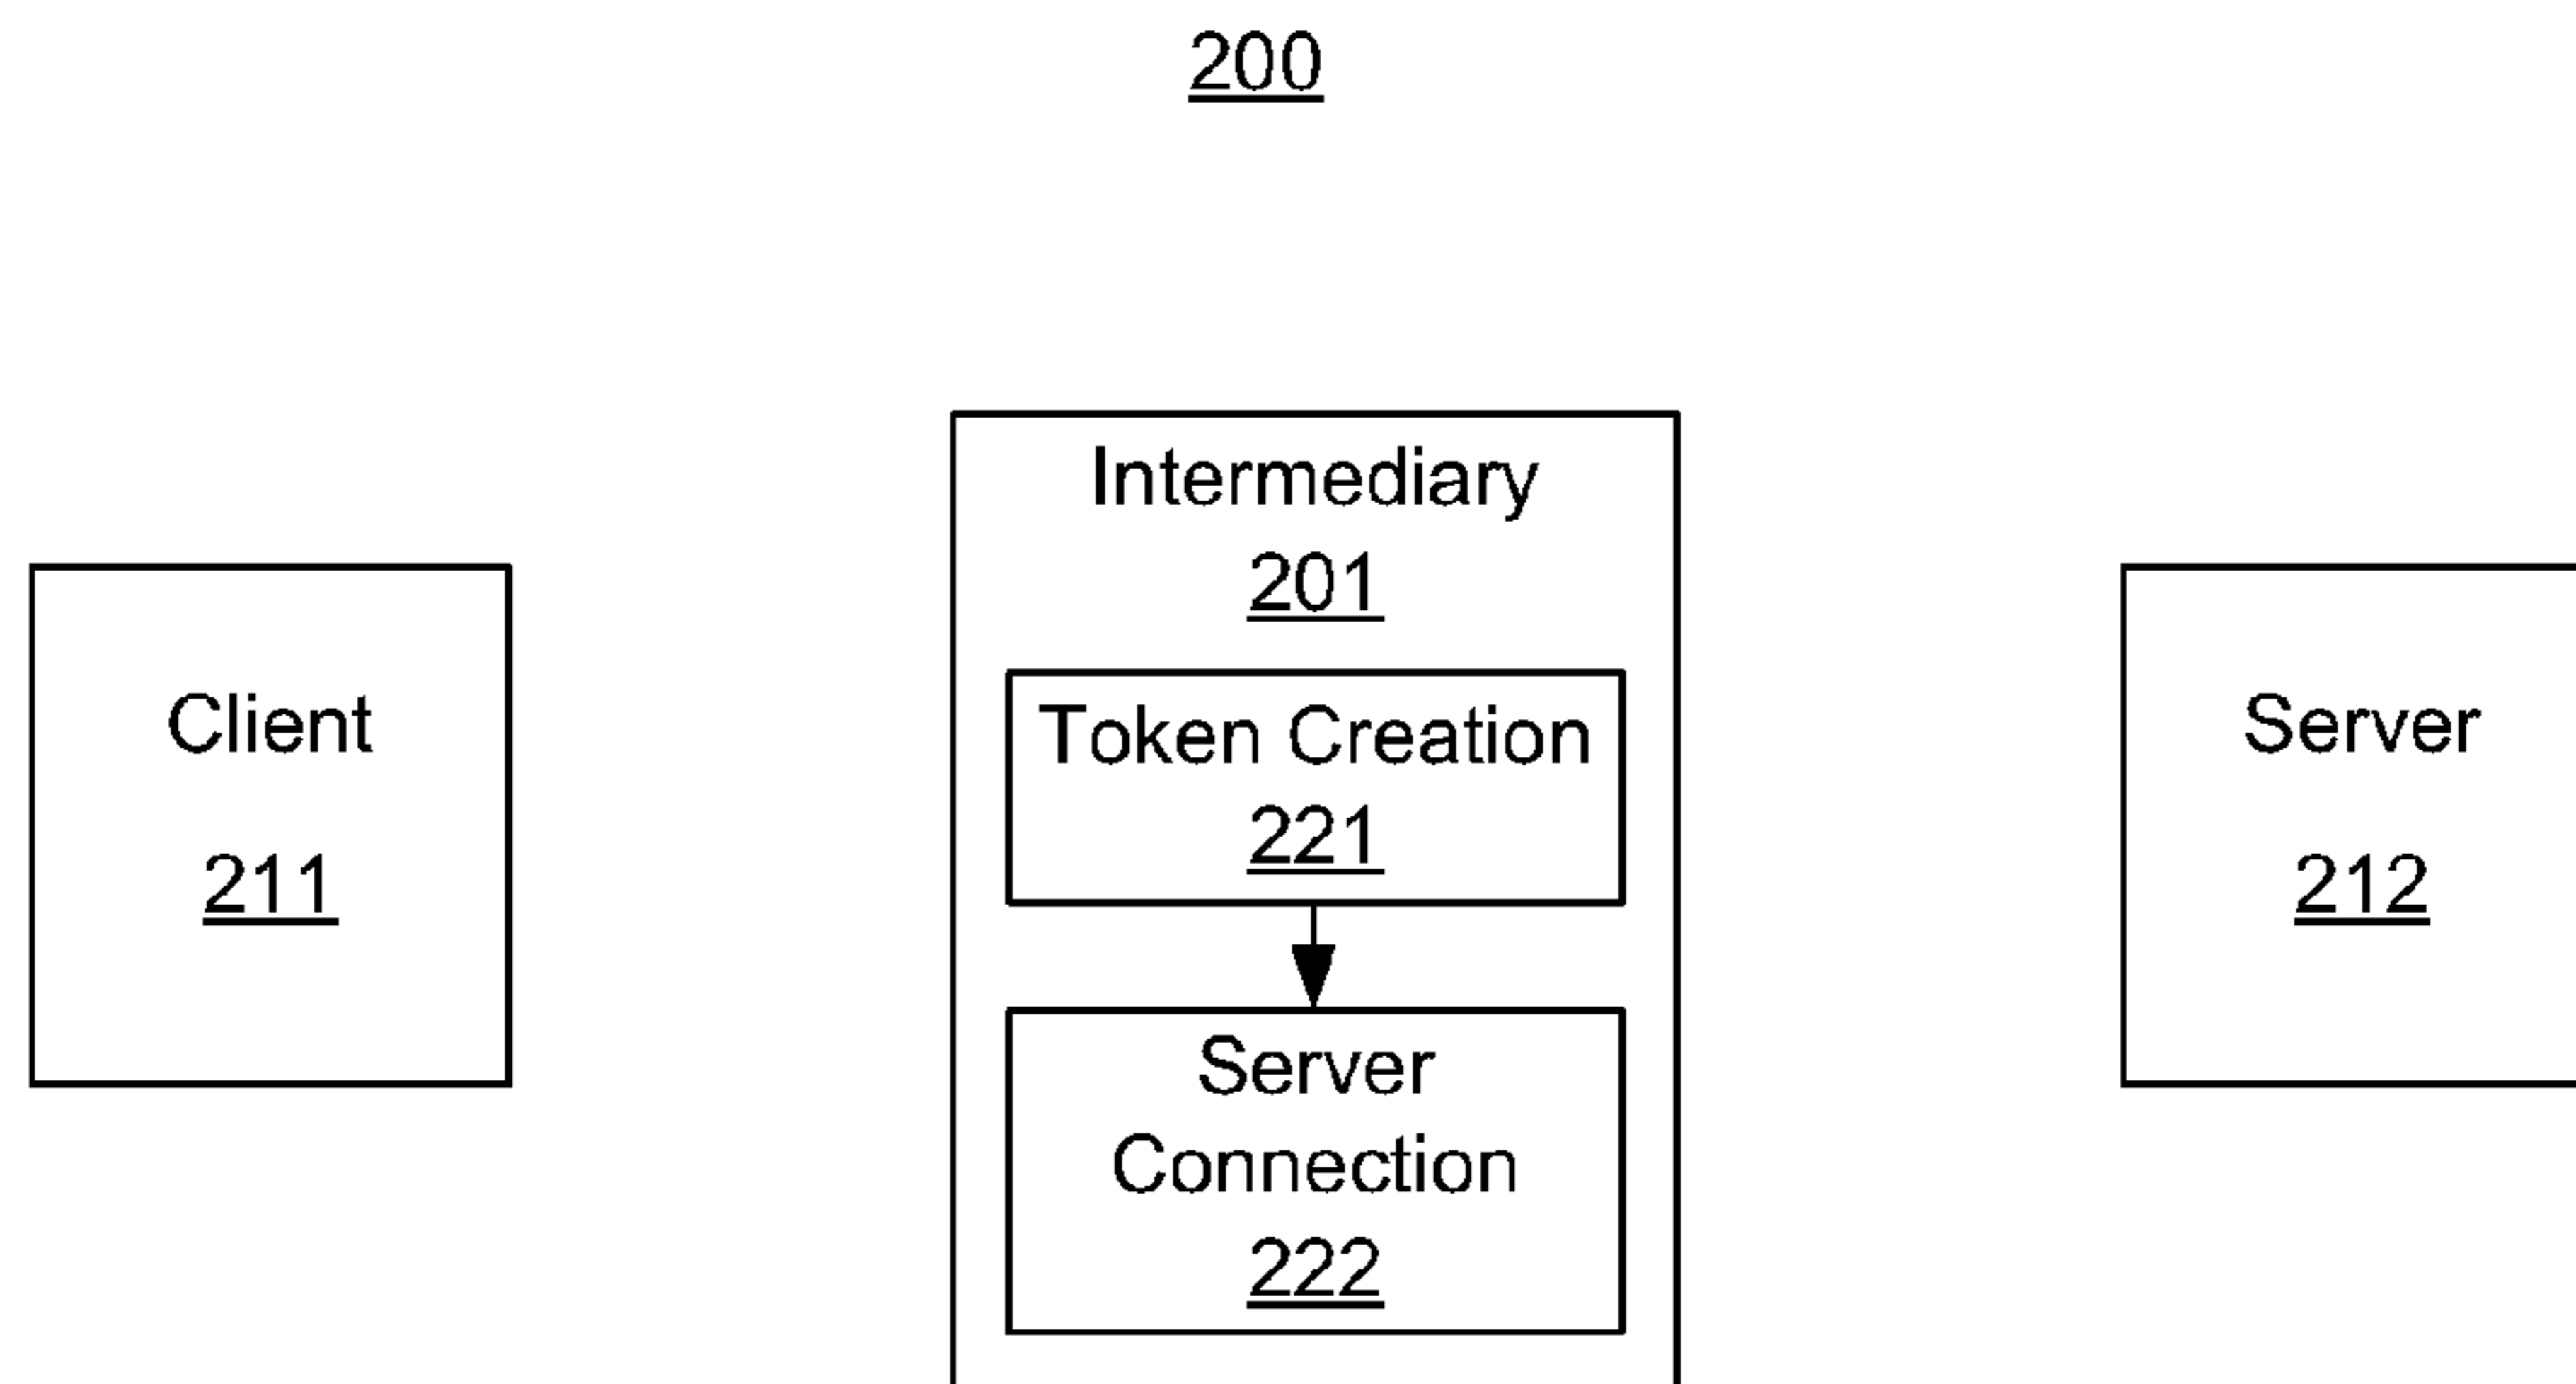 200
Intermediary
201
Client
211
Token Creation
221
Server
Connection
222
Server
212